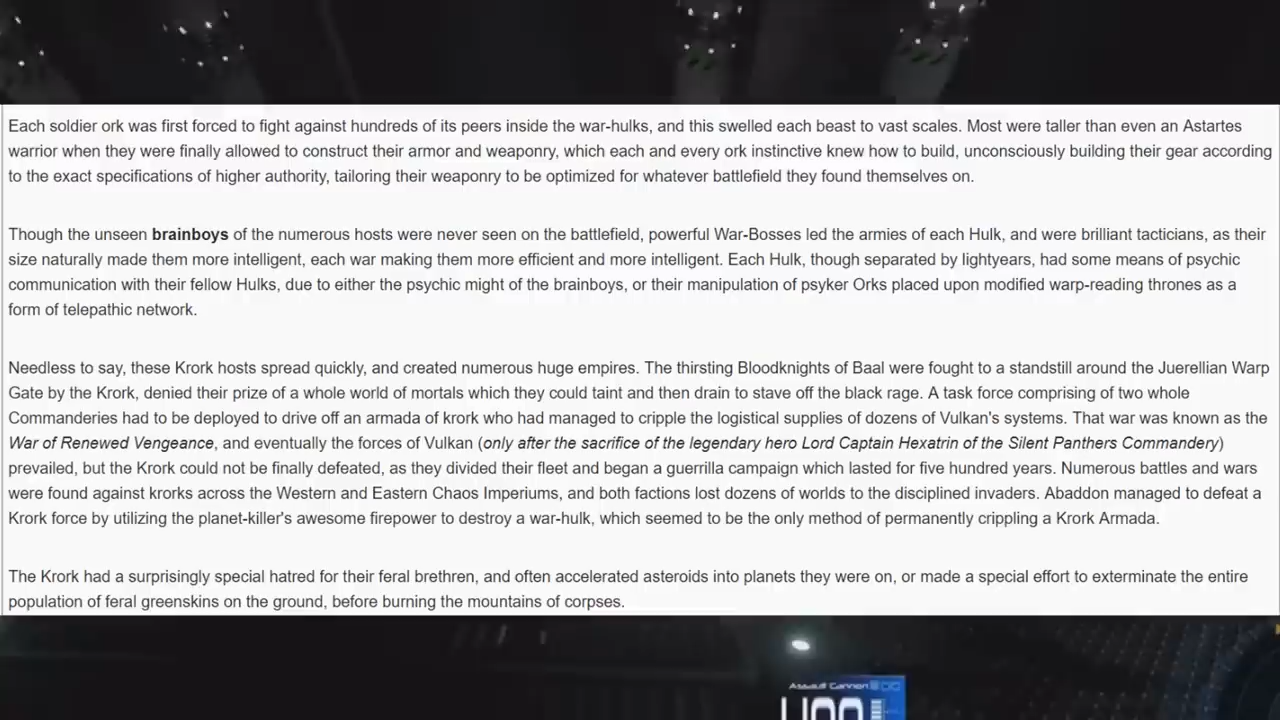 Each soldier ork was first forced to fight against hundreds of its peers inside the war-hulks, and this swelled each beast to vast scales. Most were taller than even an Astartes
warrior when they were finally allowed to construct their armor and weaponry, which each and every ork instinctive knew how to build, unconsciously building their gear according
to the exact specifications of higher authority, tailoring their weaponry to be optimized for whatever battlefield they found themselves on.
Though the unseen brainboys of the numerous hosts were never seen on the battlefield, powerful War-Bosses led the armies of each Hulk, and were brilliant tacticians, as their
size naturally made them more intelligent, each war making them more efficient and more intelligent. Each Hulk, though separated by lightyears, had some means of psychic
communication with their fellow Hulks, due to either the psychic might of the brainboys, or their manipulation of psyker Orks placed upon modified warp-reading thrones as a
form of telepathic network.
Needless to say, these Krork hosts spread quickly, and created numerous huge empires. The thirsting Bloodknights of Baal were fought to a standstill around the Juerellian Warp
Gate by the Krork, denied their prize of a whole world of mortals which they could taint and then drain to stave off the black rage. A task force comprising of two whole
Commanderies had to be deployed to drive off an armada of krork who had managed to cripple the logistical supplies of dozens of Vulkan's systems. That war was known as the
War of Renewed Vengeance, and eventually the forces of Vulkan (only after the sacrifice of the legendary hero Lord Captain Hexatrin of the Silent Panthers Commandery)
prevailed, but the Krork could not be finally defeated, as they divided their fleet and began a guerrilla campaign which lasted for five hundred years. Numerous battles and wars
were found against krorks across the Western and Eastern Chaos Imperiums, and both factions lost dozens of worlds to the disciplined invaders. Abaddon managed to defeat a
Krork force by utilizing the planet-killer's awesome firepower to destroy a war-hulk, which seemed to be the only method of permanently crippling a Krork Armada.
The Krork had a surprisingly special hatred for their feral brethren, and often accelerated asteroids into planets they were on, or made a special effort to exterminate the entire
population of feral greenskins on the ground, before burning the mountains of corpses.
Assault Cannon